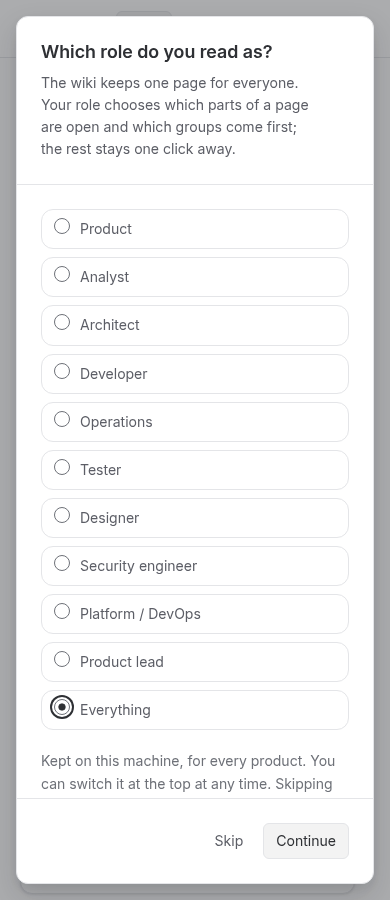 Which role do you read as?
The wiki keeps one page for everyone.
Your role chooses which parts of a page
are open and which groups come first;
the rest stays one click away.
Product
Analyst
Architect
Developer
Operations
Tester
Designer
Security engineer
Platform / DevOps
Product lead
Everything
Kept on this machine, for every product. You
can switch it at the top at any time. Skipping
Skip
Continue